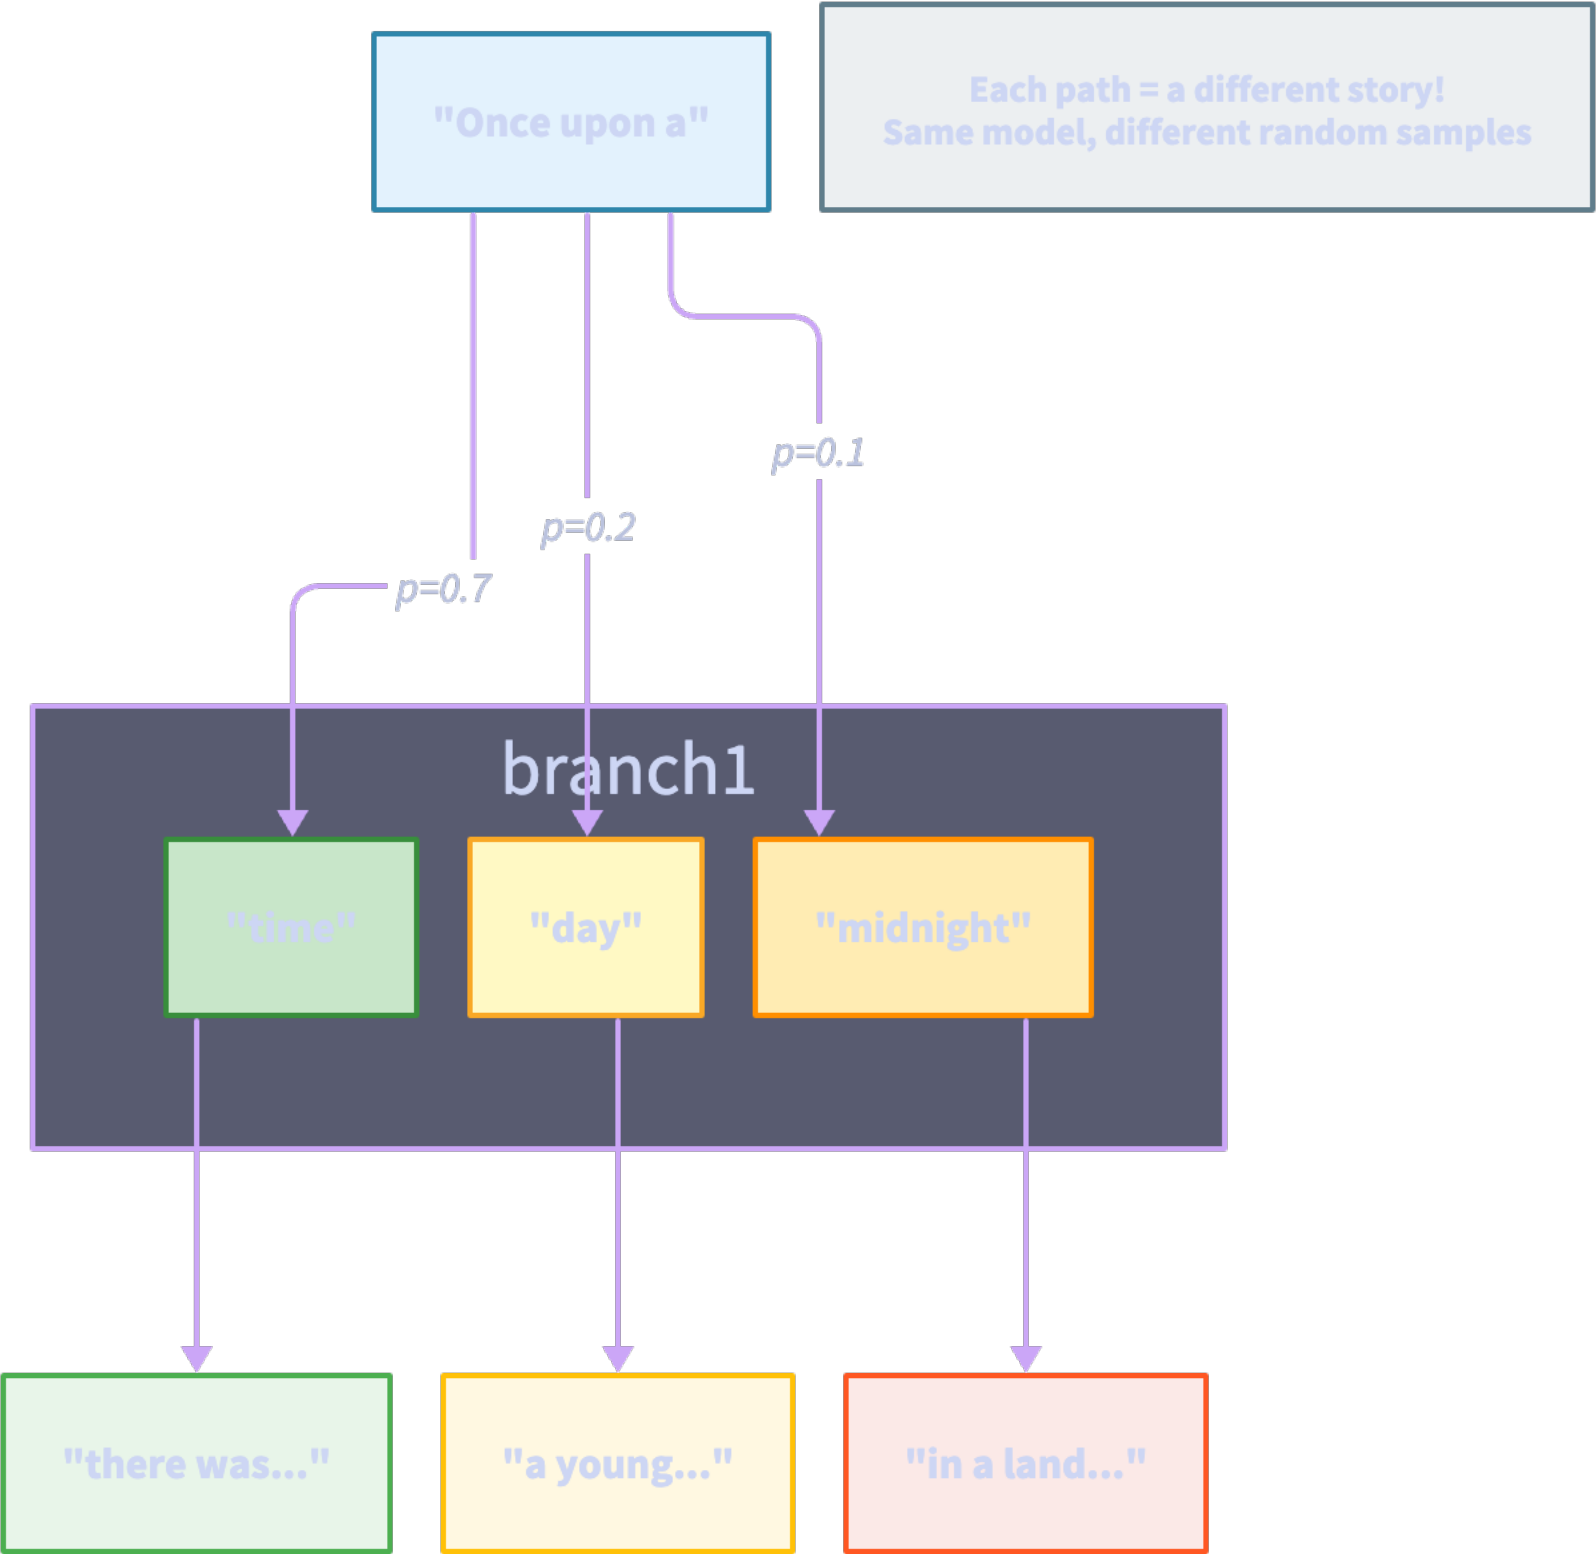 "Once upon a"
Each path = a different story!
Same model, different random samples
p=0.1
p=0.2
p=0.7
branch1
"time"
"day"
"midnight"
"there was..."
"a young..."
"in a land..."